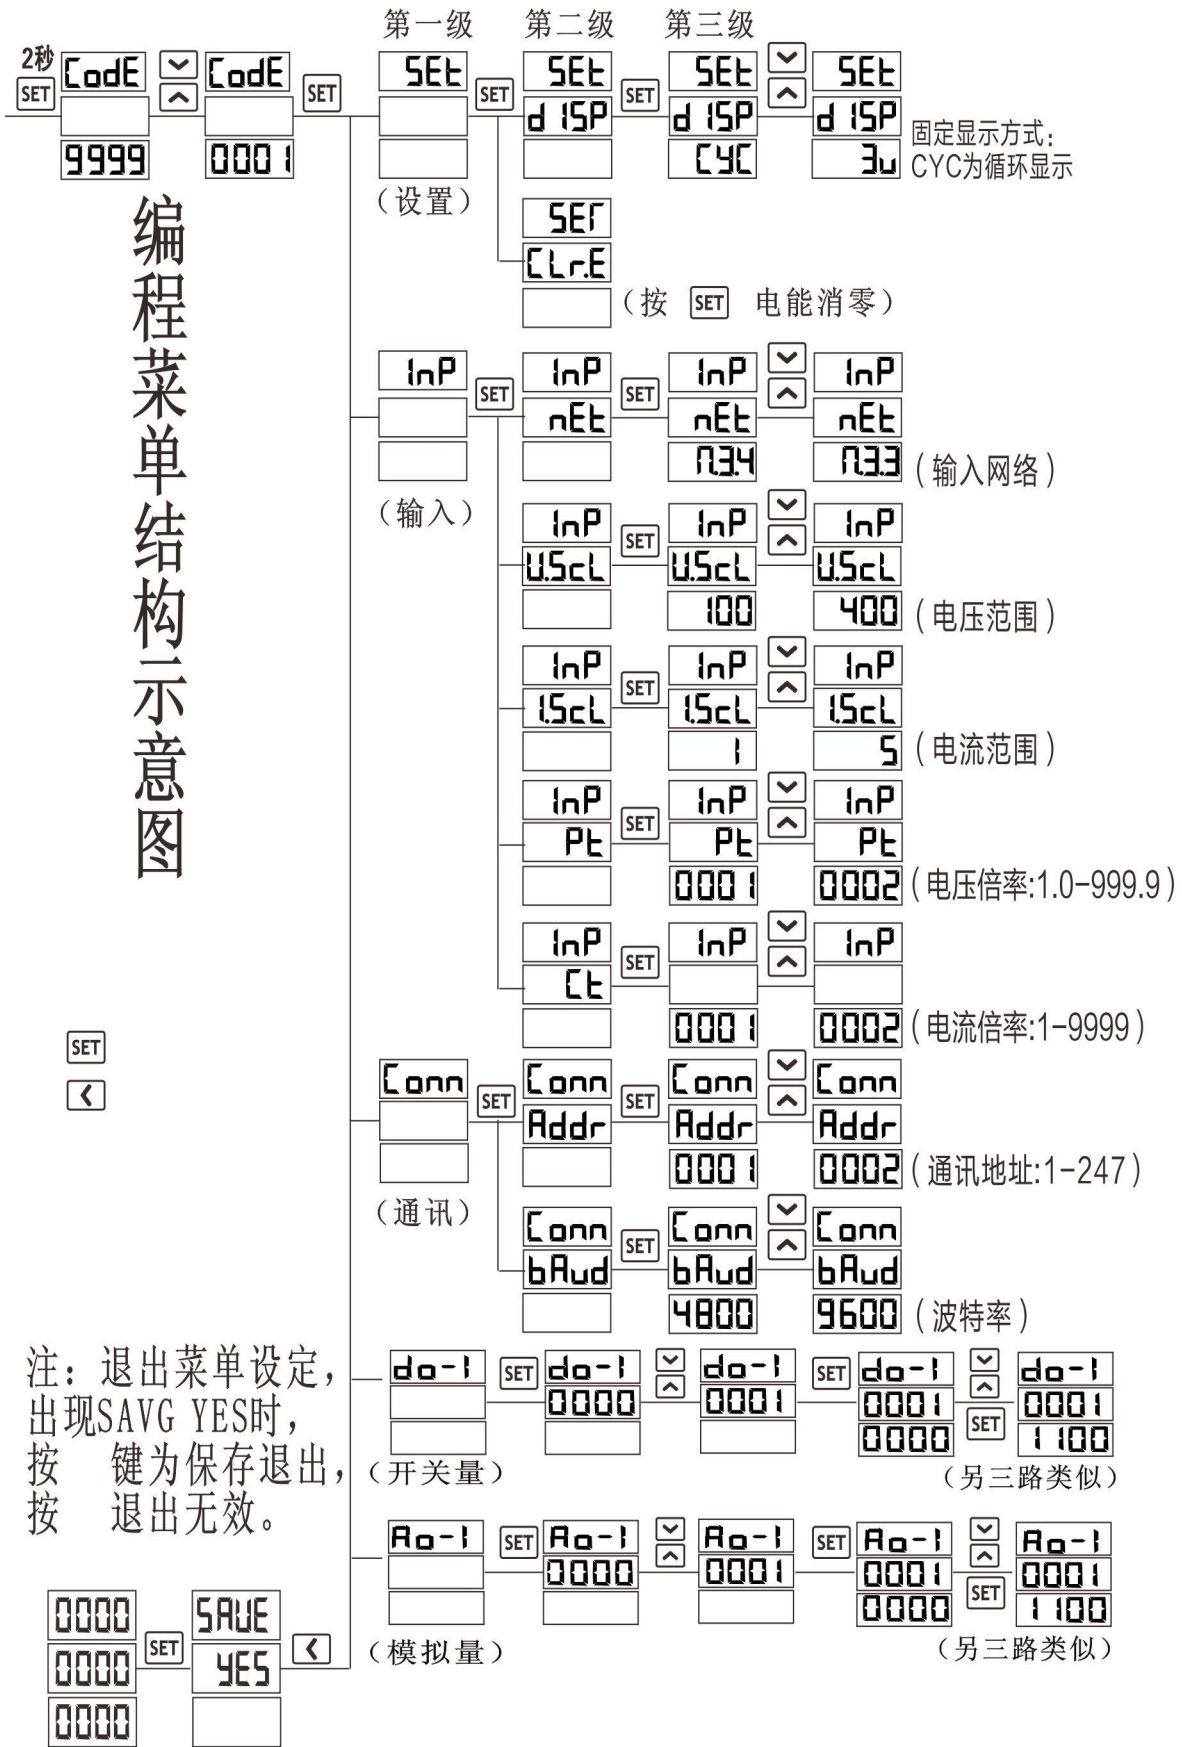 第一级 第二级 第三级
2秒 SET CodE CodE SET
9999 0001
SEt SET SEt SET SEt SEt
dISP dISP dISP
CYC 3u
固定显示方式：
CYC为循环显示
（设置）
SET
CLr.E
（按 SET 电能消零）
编程菜单结构示意图
InP SET InP SET InP InP
nEt nEt nEt
n.3.4 n.3.3 (输入网络)
（输入）
InP SET InP InP
U.ScL U.ScL U.ScL
100 400 (电压范围)
InP SET InP InP
I.ScL I.ScL I.ScL
1 5 (电流范围)
InP SET InP InP
Pt Pt Pt
0001 0002 (电压倍率:1.0-999.9)
InP SET InP InP
Ct
0001 0002 (电流倍率:1-9999)
SET
Conn SET Conn SET Conn Conn
Addr Addr Addr
0001 0002 (通讯地址:1-247)
（通讯）
Conn SET Conn Conn
bAud bAud bAud
4800 9600 (波特率)
注：退出菜单设定，
出现SAVG YES时，
按 键为保存退出，
按 退出无效。
do-1 SET do-1 do-1 SET do-1 do-1
0000 0001 0001 SET 0001
0000 1100
（开关量） （另三路类似）
Ao-1 SET Ao-1 Ao-1 SET Ao-1 Ao-1
0000 0001 0001 SET 0001
0000 1100
（模拟量） （另三路类似）
0000 SAVE
0000 SET YES
0000